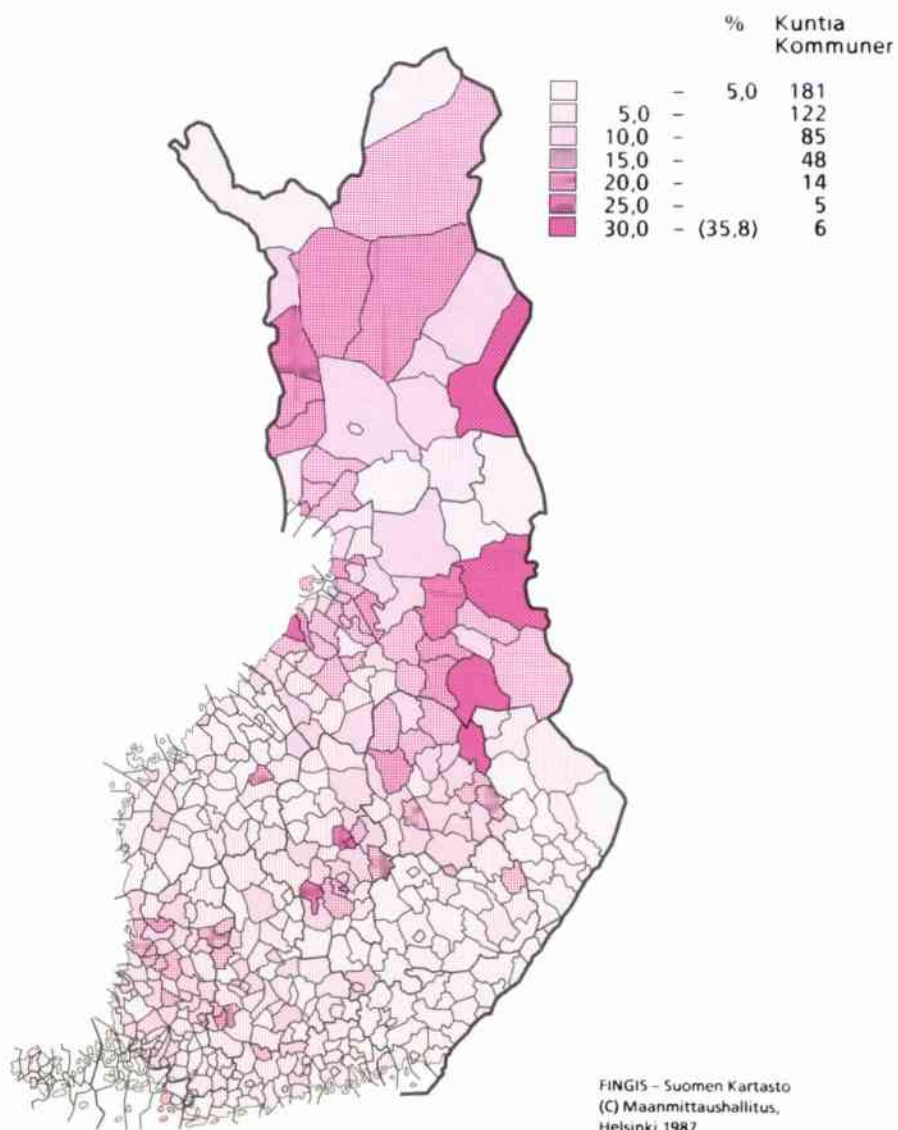 % Kuntia
Kommuner
– 5,0 181
5,0 – 122
10,0 – 85
15,0 – 48
20,0 – 14
25,0 – 5
30,0 – (35,8) 6
FINGIS – Suomen Kartasto
(C) Maanmittaushallitus,
Helsinki 1987